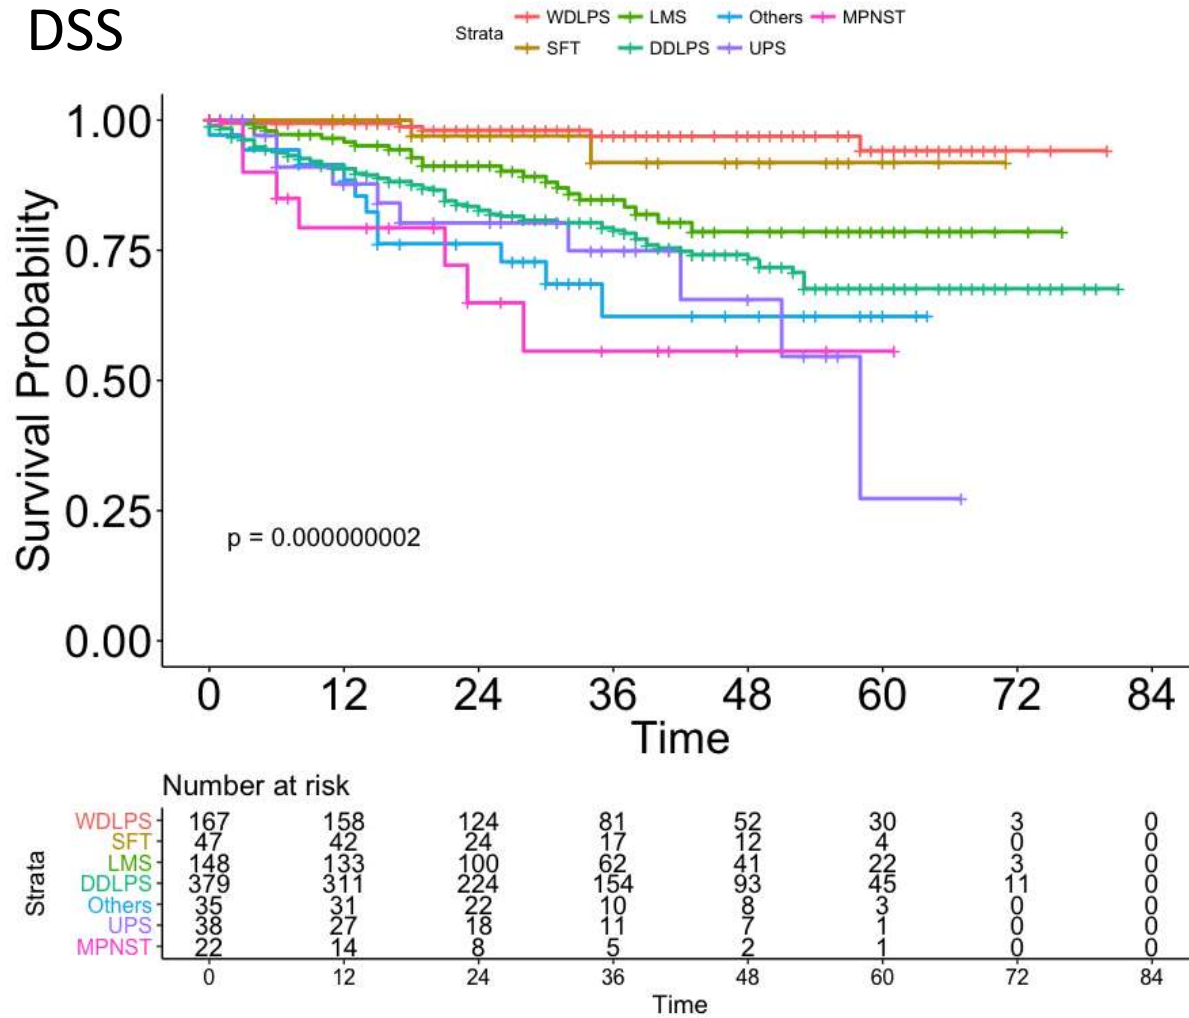 DSS
Strata
WDLPS LMS Others MPNST
SFT DDLPS UPS
1.00
0.75
0.50
0.25
0.00
Survival Probability
p = 0.000000002
0 12 24 36 48 60 72 84
Time
Number at risk
Strata
WDLPS 167 158 124 81 52 30 3 0
SFT 47 42 24 17 12 4 0 0
LMS 148 133 100 62 41 22 3 0
DDLPS 379 311 224 154 93 45 11 0
Others 35 31 22 10 8 3 0 0
UPS 38 27 18 11 7 1 0 0
MPNST 22 14 8 5 2 1 0 0
0 12 24 36 48 60 72 84
Time